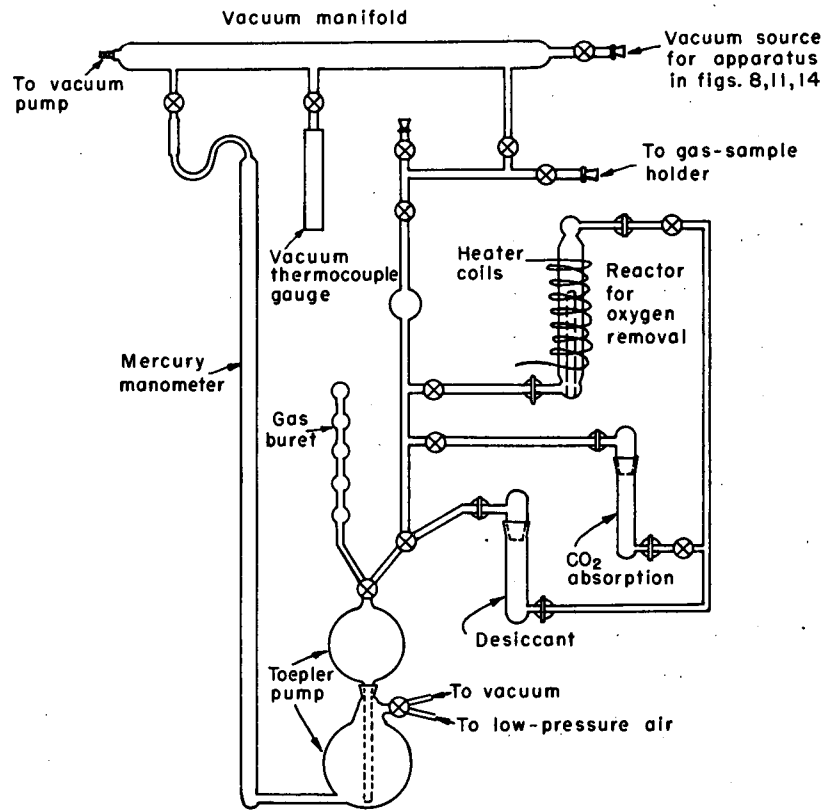 Vacuum manifold
To vacuum
pump
Vacuum source
for apparatus
in figs. 8,11,14
To gas-sample
holder
Vacuum
thermocouple
gauge
Heater
coils
Reactor
for
oxygen
removal
Mercury
manometer
Gas
buret
CO₂
absorption
Desiccant
Toepler
pump
To vacuum
To low-pressure air